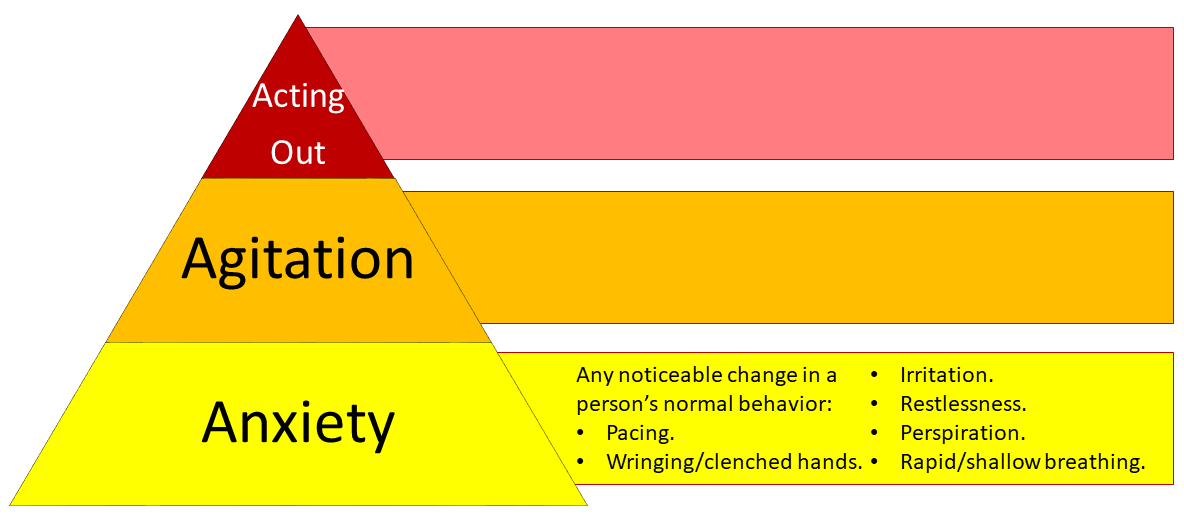 Acting
Out
Agitation
Anxiety
Any noticeable change in a
person’s normal behavior:
• Pacing.
• Wringing/clenched hands.
• Irritation.
• Restlessness.
• Perspiration.
• Rapid/shallow breathing.